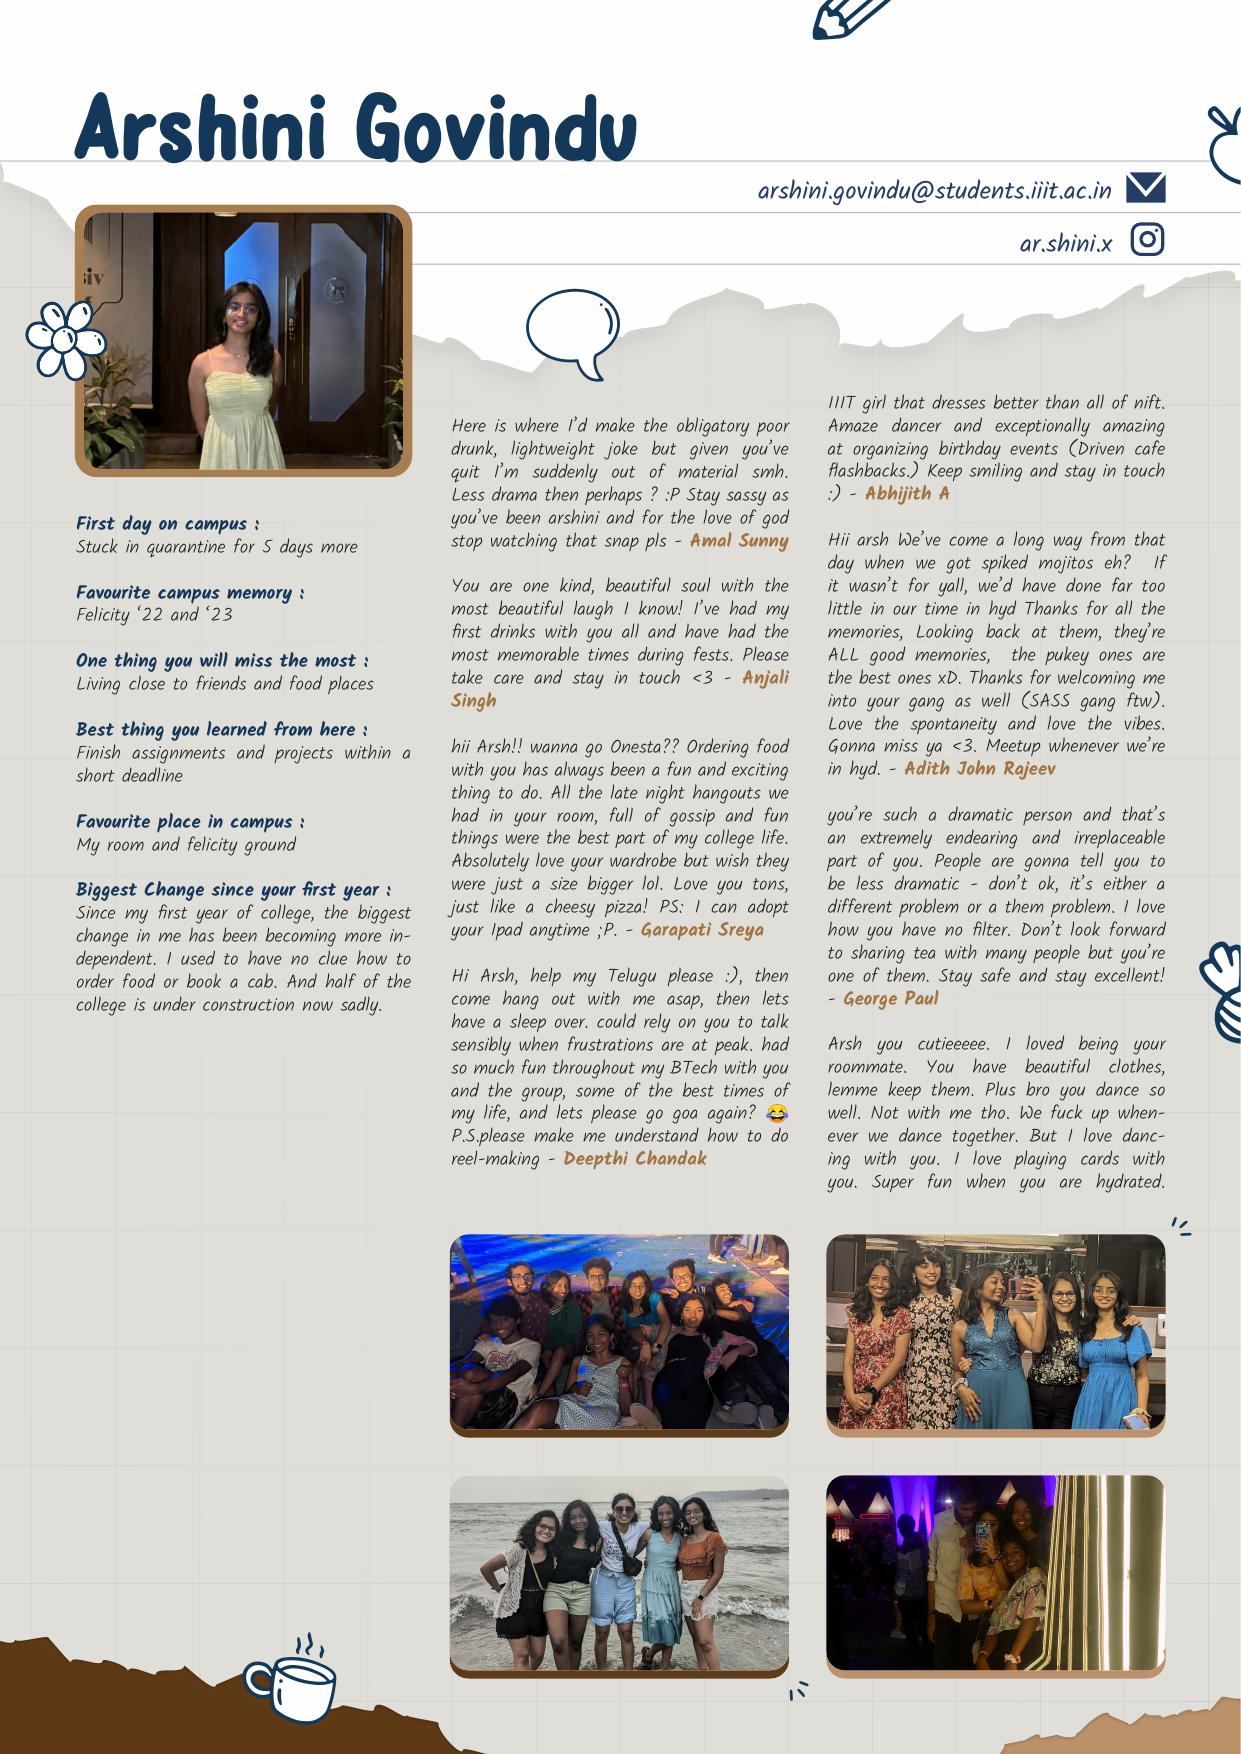 Arshini Govindu
arshini.govindu@students.iiit.ac.in
ar.shini.x
First day on campus :
Stuck in quarantine for 5 days more
Favourite campus memory :
Felicity ‘22 and ‘23
One thing you will miss the most :
Living close to friends and food places
Best thing you learned from here :
Finish assignments and projects within a
short deadline
Favourite place in campus :
My room and felicity ground
Biggest Change since your first year :
Since my first year of college, the biggest
change in me has been becoming more in-
dependent. I used to have no clue how to
order food or book a cab. And half of the
college is under construction now sadly.
Here is where I’d make the obligatory poor
drunk, lightweight joke but given you’ve
quit I’m suddenly out of material smh.
Less drama then perhaps ? :P Stay sassy as
you’ve been arshini and for the love of god
stop watching that snap pls - Amal Sunny
You are one kind, beautiful soul with the
most beautiful laugh I know! I’ve had my
first drinks with you all and have had the
most memorable times during fests. Please
take care and stay in touch <3 - Anjali
Singh
hii Arsh!! wanna go Onesta?? Ordering food
with you has always been a fun and exciting
thing to do. All the late night hangouts we
had in your room, full of gossip and fun
things were the best part of my college life.
Absolutely love your wardrobe but wish they
were just a size bigger lol. Love you tons,
just like a cheesy pizza! PS: I can adopt
your Ipad anytime ;P. - Garapati Sreya
Hi Arsh, help my Telugu please :), then
come hang out with me asap, then lets
have a sleep over. could rely on you to talk
sensibly when frustrations are at peak. had
so much fun throughout my BTech with you
and the group, some of the best times of
my life, and lets please go goa again? 😂
P.S.please make me understand how to do
reel-making - Deepthi Chandak
IIIT girl that dresses better than all of nift.
Amaze dancer and exceptionally amazing
at organizing birthday events (Driven cafe
flashbacks.) Keep smiling and stay in touch
:) - Abhijith A
Hii arsh We’ve come a long way from that
day when we got spiked mojitos eh? If
it wasn’t for yall, we’d have done far too
little in our time in hyd Thanks for all the
memories, Looking back at them, they’re
ALL good memories, the pukey ones are
the best ones xD. Thanks for welcoming me
into your gang as well (SASS gang ftw).
Love the spontaneity and love the vibes.
Gonna miss ya <3. Meetup whenever we’re
in hyd. - Adith John Rajeev
you’re such a dramatic person and that’s
an extremely endearing and irreplaceable
part of you. People are gonna tell you to
be less dramatic - don’t ok, it’s either a
different problem or a them problem. I love
how you have no filter. Don’t look forward
to sharing tea with many people but you’re
one of them. Stay safe and stay excellent!
- George Paul
Arsh you cutieeeee. I loved being your
roommate. You have beautiful clothes,
lemme keep them. Plus bro you dance so
well. Not with me tho. We fuck up when-
ever we dance together. But I love danc-
ing with you. I love playing cards with
you. Super fun when you are hydrated.